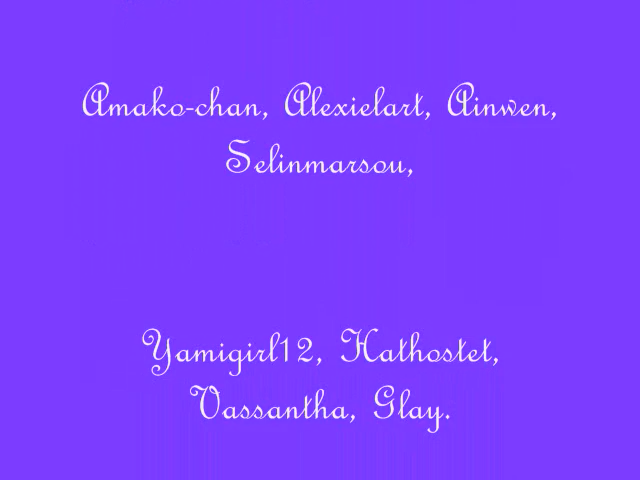 Amako-chan, Alexielart, Ainwen,
Selinmarsou,
Yamigirl12, Hathostet,
Vassantha, Glay.